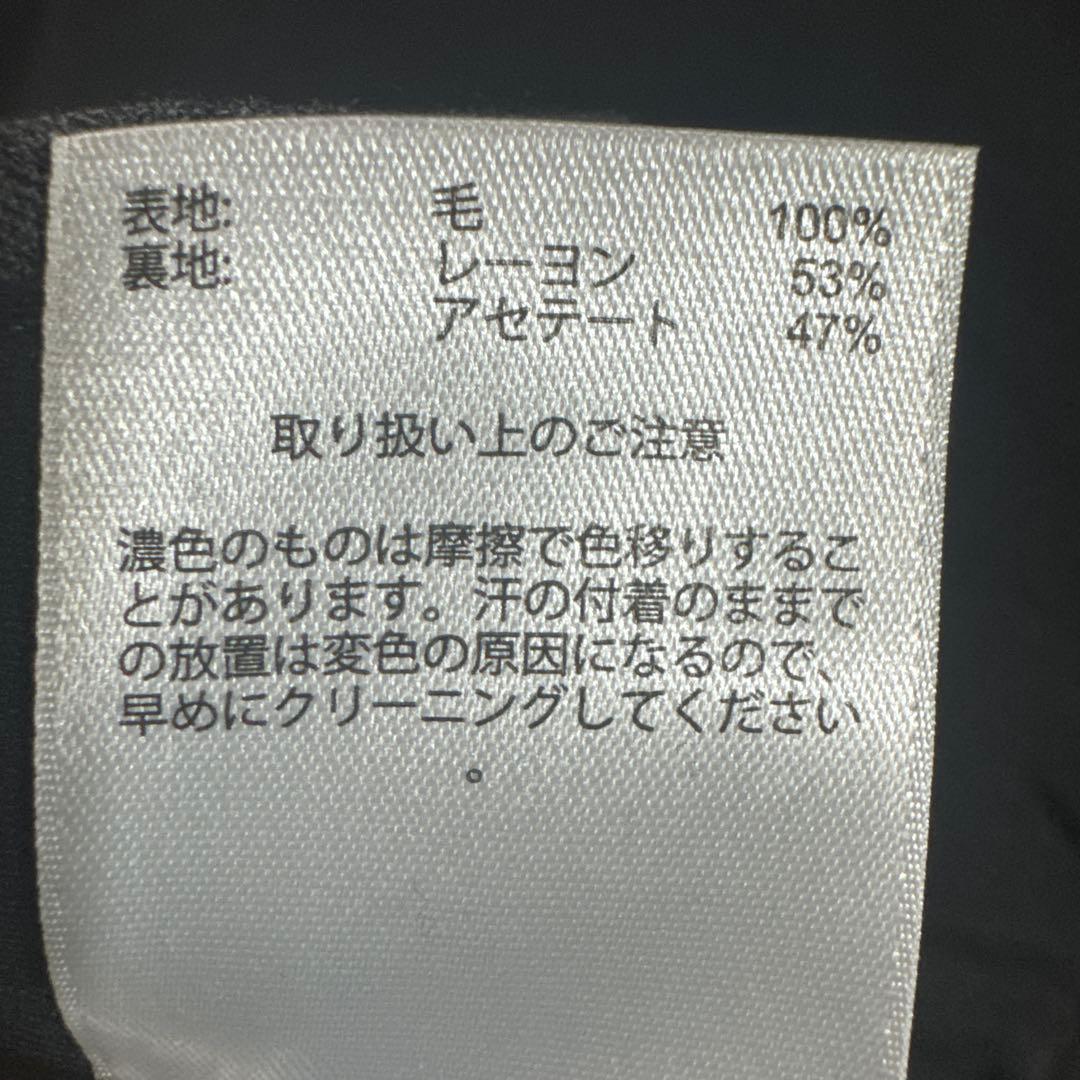 表地: 毛 100%
裏地: レーヨン 53%
アセテート 47%
取り扱い上のご注意
濃色のものは摩擦で色移りするこ
とがあります。汗の付着のままで
の放置は変色の原因になるので、
早めにクリーニングしてください
。